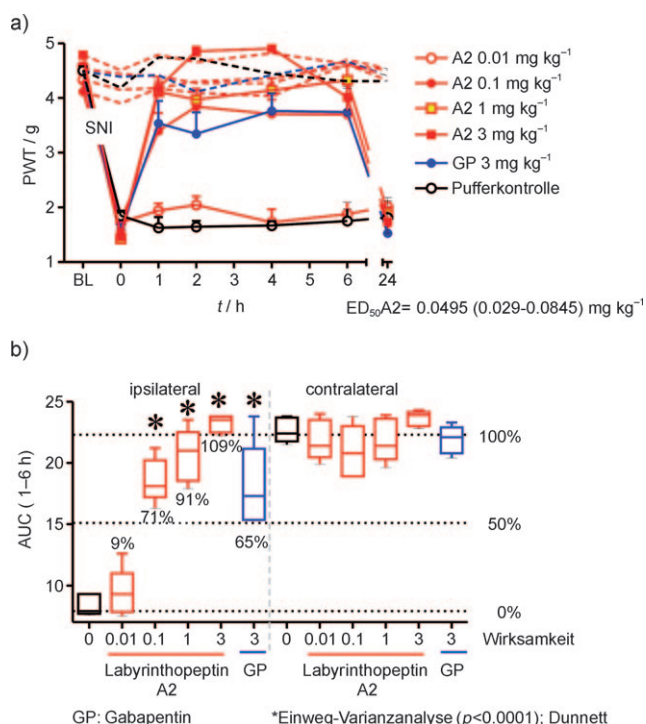 a)
5
4
3
2
1
PWT / g
SNI
BL
0
1
2
3
4
5
6
24
t / h
A2 0.01 mg kg⁻¹
A2 0.1 mg kg⁻¹
A2 1 mg kg⁻¹
A2 3 mg kg⁻¹
GP 3 mg kg⁻¹
Pufferkontrolle
ED₅₀A2= 0.0495 (0.029-0.0845) mg kg⁻¹
b)
ipsilateral
contralateral
25
20
15
10
AUC ( 1–6 h)
* * * *
9%
71%
91%
109%
65%
100%
50%
0%
0 0.01 0.1 1 3 3 0 0.01 0.1 1 3 3 Wirksamkeit
Labyrinthopeptin GP Labyrinthopeptin GP
A2 A2
GP: Gabapentin *Einweg-Varianzanalyse (p<0.0001); Dunnett